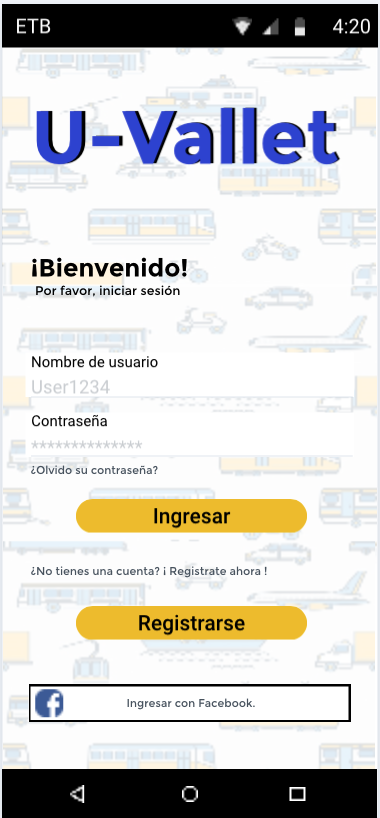 ETB 4:20
U-Vallet
¡Bienvenido!
Por favor, iniciar sesión
Nombre de usuario
User1234
Contraseña
**************
¿Olvido su contraseña?
Ingresar
¿No tienes una cuenta? ¡ Registrate ahora !
Registrarse
f
Ingresar con Facebook.